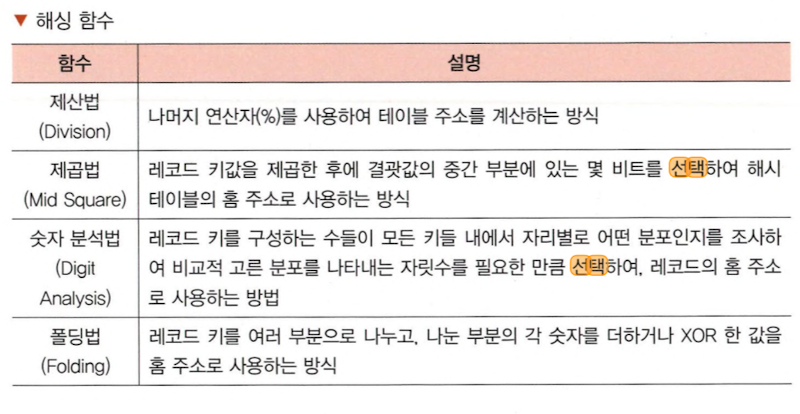 ▼ 해싱 함수
함수 설명
제산법
(Division)
나머지 연산자(%)를 사용하여 테이블 주소를 계산하는 방식
제곱법
(Mid Square)
레코드 키값을 제곱한 후에 결괏값의 중간 부분에 있는 몇 비트를 선택하여 해시
테이블의 홈 주소로 사용하는 방식
숫자 분석법
(Digit
Analysis)
레코드 키를 구성하는 수들이 모든 키들 내에서 자리별로 어떤 분포인지를 조사하
여 비교적 고른 분포를 나타내는 자릿수를 필요한 만큼 선택하여, 레코드의 홈 주소
로 사용하는 방법
폴딩법
(Folding)
레코드 키를 여러 부분으로 나누고, 나눈 부분의 각 숫자를 더하거나 XOR 한 값을
홈 주소로 사용하는 방식